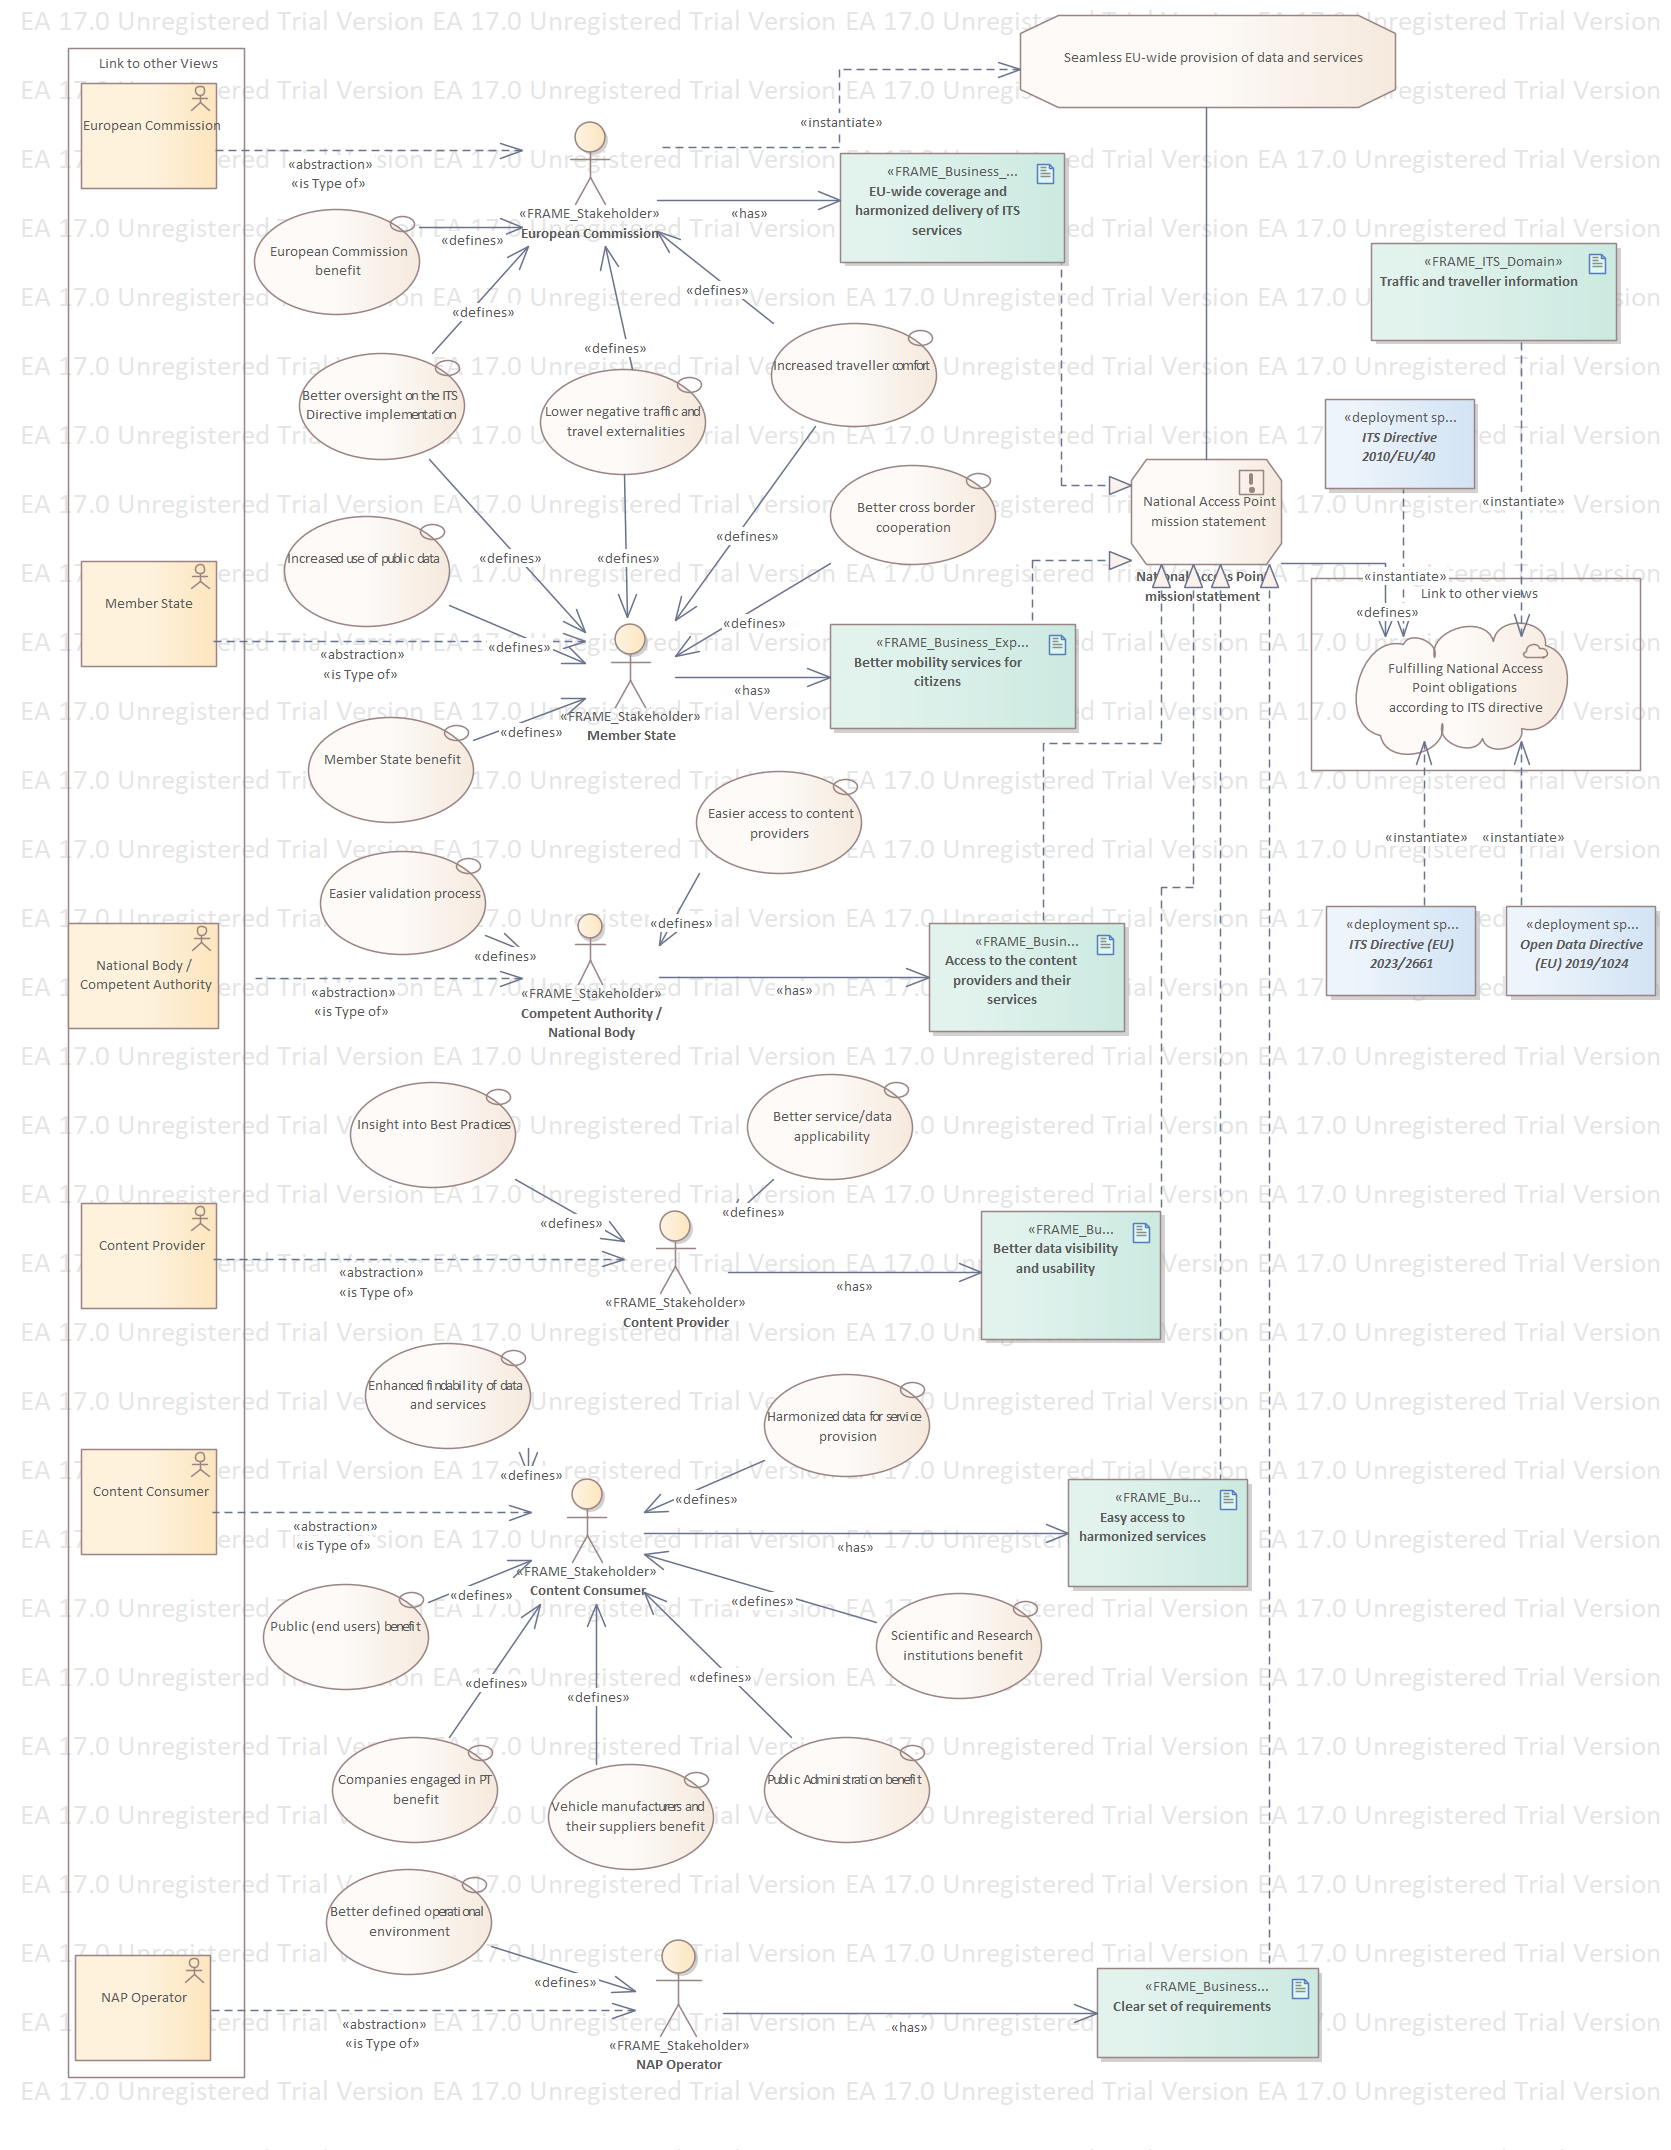 Link to other Views
European Commission
Seamless EU-wide provision of data and services
«instantiate»
«abstraction»
«is Type of»
«FRAME_Stakeholder»
European Commission
«has»
«FRAME_Business_...
EU-wide coverage and
harmonized delivery of ITS
services
European Commission
benefit
«defines»
«defines»
«defines»
«defines»
Better oversight on the ITS
Directive implementation
Lower negative traffic and
travel externalities
Increased traveller comfort
«FRAME_ITS_Domain»
Traffic and traveller information
«deployment sp...
ITS Directive
2010/EU/40
«instantiate»
Better cross border
cooperation
National Access Point
mission statement
National Access Point
mission statement
Increased use of public data
«defines»
«defines»
«defines»
«defines»
Member State
«abstraction»
«is Type of»
«defines»
«FRAME_Stakeholder»
Member State
«has»
«FRAME_Business_Exp...
Better mobility services for
citizens
«instantiate»
Link to other views
«defines»
Fulfilling National Access
Point obligations
according to ITS directive
«defines»
Member State benefit
Easier access to content
providers
«instantiate»
«instantiate»
Easier validation process
«defines»
«defines»
National Body /
Competent Authority
«abstraction»
«is Type of»
«FRAME_Stakeholder»
Competent Authority /
National Body
«has»
«FRAME_Busin...
Access to the content
providers and their
services
«deployment sp...
ITS Directive (EU)
2023/2661
«deployment sp...
Open Data Directive
(EU) 2019/1024
Insight into Best Practices
Better service/data
applicability
«defines»
«defines»
Content Provider
«abstraction»
«is Type of»
«FRAME_Stakeholder»
Content Provider
«has»
«FRAME_Bu...
Better data visibility
and usability
Enhanced findability of data
and services
Harmonized data for service
provision
«defines»
«defines»
Content Consumer
«abstraction»
«is Type of»
«FRAME_Stakeholder»
Content Consumer
«has»
«FRAME_Bu...
Easy access to
harmonized services
«defines»
Public (end users) benefit
«defines»
Scientific and Research
institutions benefit
«defines»
«defines»
«defines»
Companies engaged in PT
benefit
Vehicle manufacturers and
their suppliers benefit
Public Administration benefit
Better defined operational
environment
«defines»
NAP Operator
«abstraction»
«is Type of»
«FRAME_Stakeholder»
NAP Operator
«has»
«FRAME_Business...
Clear set of requirements
EA 17.0 Unregistered Trial Version EA 17.0 Unregistered Trial Version EA 17.0 Unregistered Trial Version EA 17.0 Unregistered Trial Version